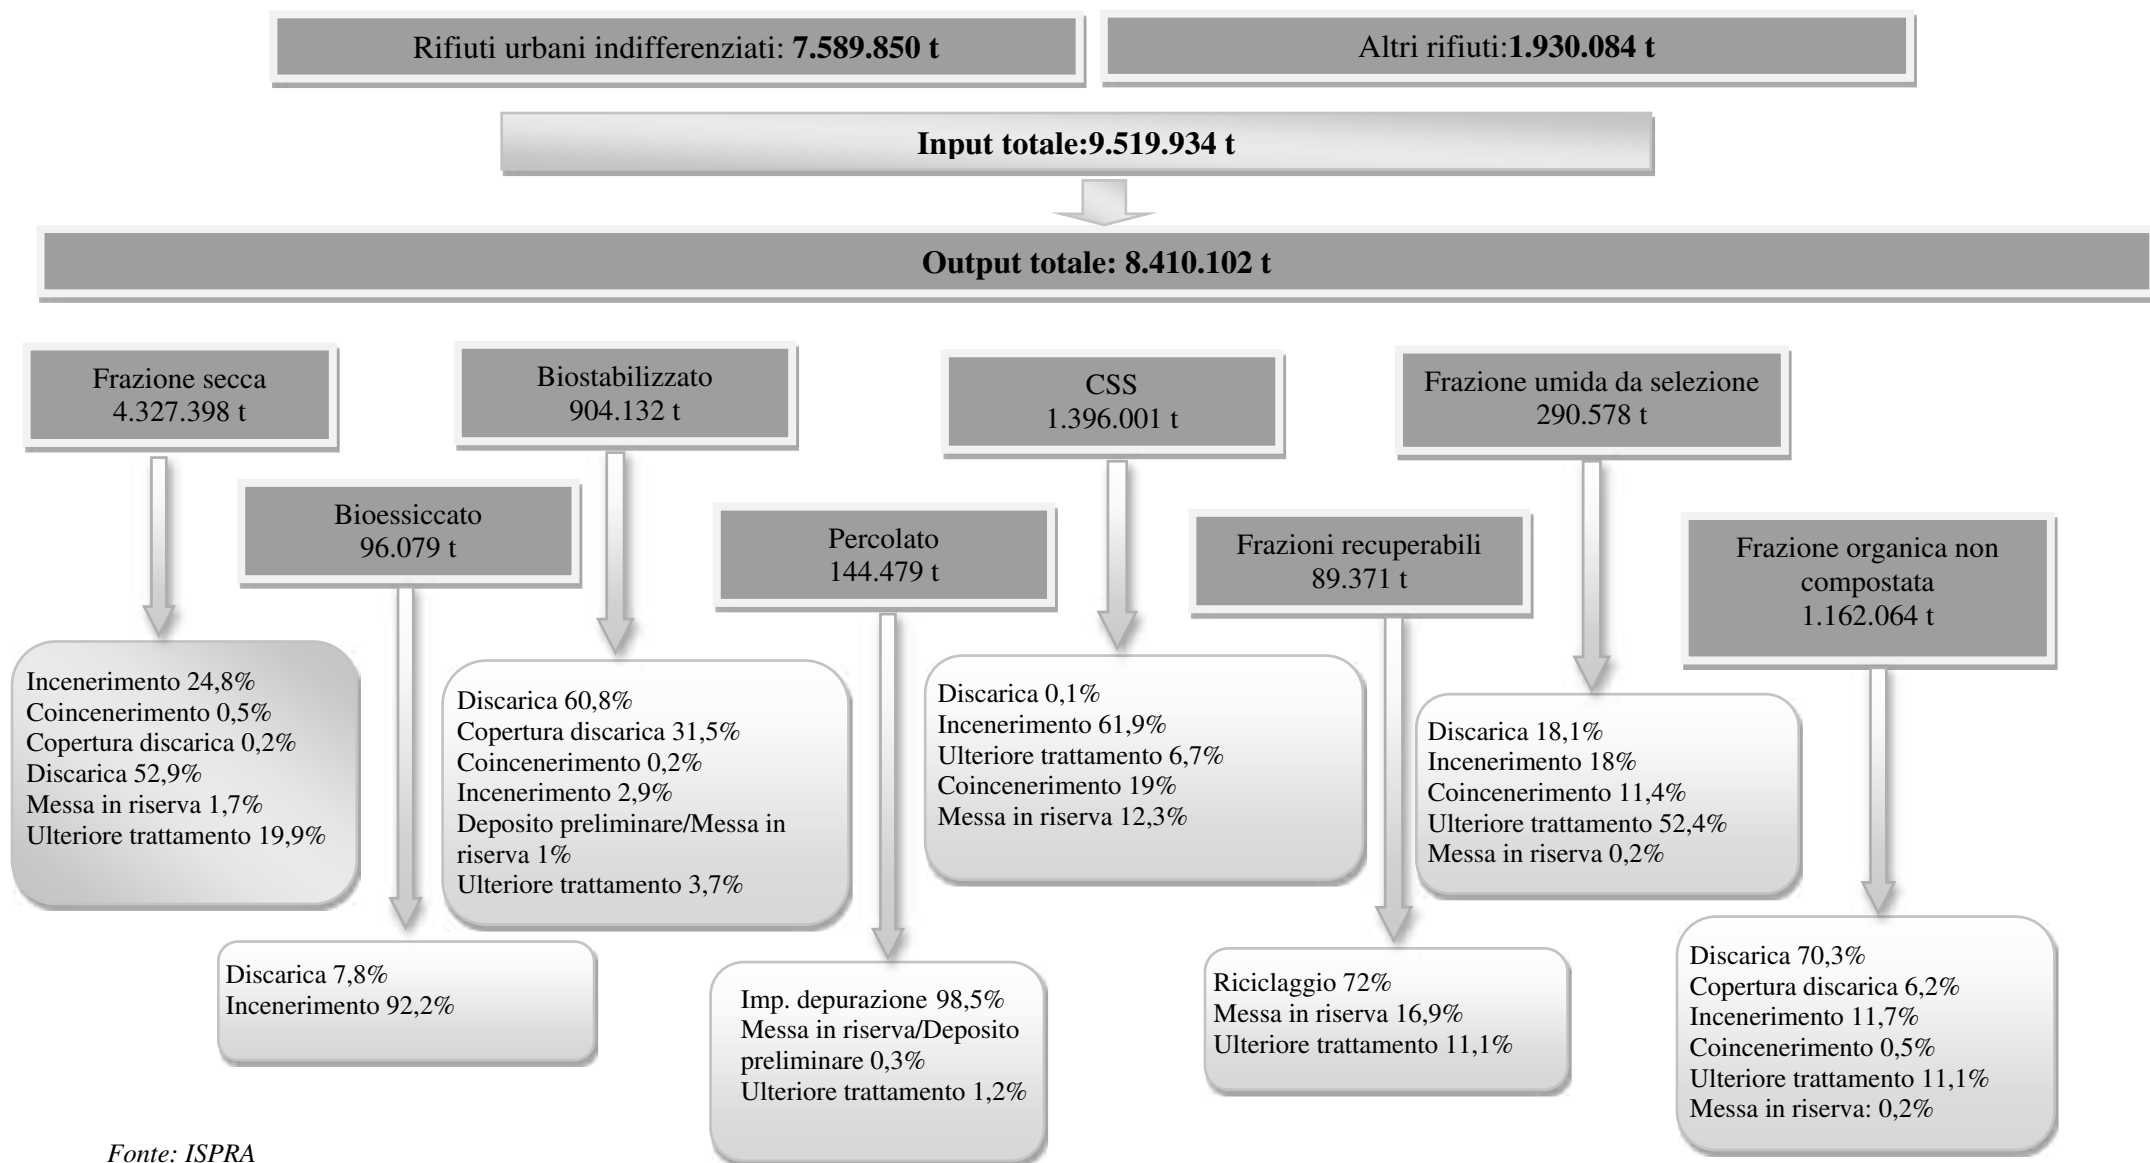 Rifiuti urbani indifferenziati: 7.589.850 t
Altri rifiuti:1.930.084 t
Input totale:9.519.934 t
Output totale: 8.410.102 t
Frazione secca
4.327.398 t
Biostabilizzato
904.132 t
CSS
1.396.001 t
Frazione umida da selezione
290.578 t
Bioessiccato
96.079 t
Percolato
144.479 t
Frazioni recuperabili
89.371 t
Frazione organica non
compostata
1.162.064 t
Incenerimento 24,8%
Coincenerimento 0,5%
Copertura discarica 0,2%
Discarica 52,9%
Messa in riserva 1,7%
Ulteriore trattamento 19,9%
Discarica 60,8%
Copertura discarica 31,5%
Coincenerimento 0,2%
Incenerimento 2,9%
Deposito preliminare/Messa in
riserva 1%
Ulteriore trattamento 3,7%
Discarica 0,1%
Incenerimento 61,9%
Ulteriore trattamento 6,7%
Coincenerimento 19%
Messa in riserva 12,3%
Discarica 18,1%
Incenerimento 18%
Coincenerimento 11,4%
Ulteriore trattamento 52,4%
Messa in riserva 0,2%
Discarica 7,8%
Incenerimento 92,2%
Imp. depurazione 98,5%
Messa in riserva/Deposito
preliminare 0,3%
Ulteriore trattamento 1,2%
Riciclaggio 72%
Messa in riserva 16,9%
Ulteriore trattamento 11,1%
Discarica 70,3%
Copertura discarica 6,2%
Incenerimento 11,7%
Coincenerimento 0,5%
Ulteriore trattamento 11,1%
Messa in riserva: 0,2%
Fonte: ISPRA